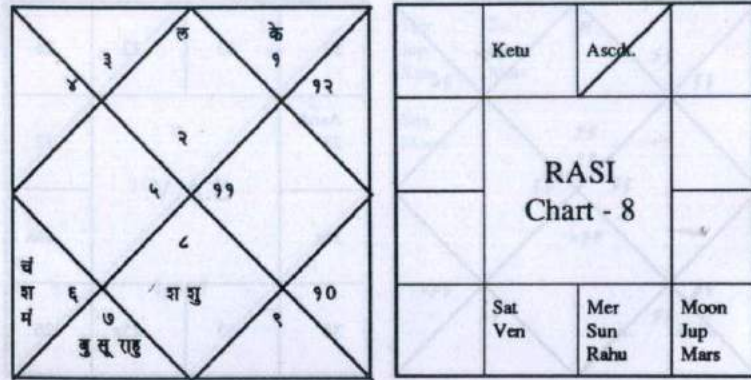 ल
३
के
१
४
१२
२
५ ११
८
चं
श
मं
६
श शु
१०
७
९
बु सू राहु
Ketu
Ascdt.
RASI
Chart - 8
Sat
Ven
Mer
Sun
Rahu
Moon
Jup
Mars